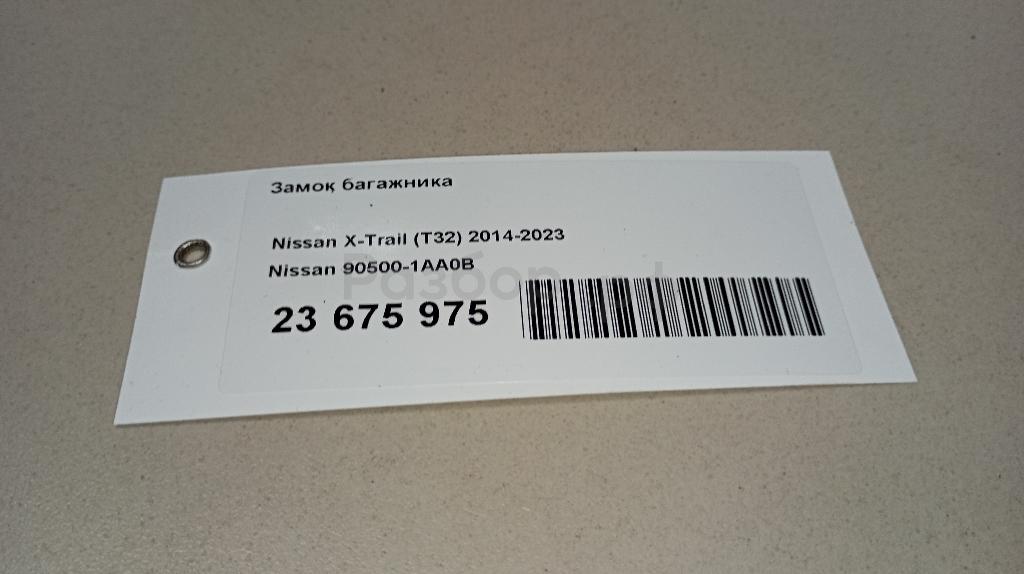 Замок багажника
Nissan X-Trail (T32) 2014-2023
Nissan 90500-1AA0B
23 675 975